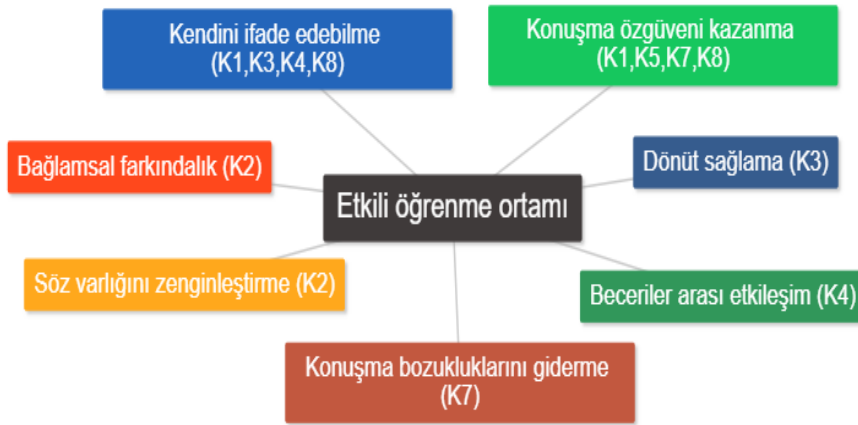 Kendini ifade edebilme
(K1,K3,K4,K8)
Konuşma özgüveni kazanma
(K1,K5,K7,K8)
Bağlamsal farkındalık (K2)
Dönüt sağlama (K3)
Etkili öğrenme ortamı
Söz varlığını zenginleştirme (K2)
Beceriler arası etkileşim (K4)
Konuşma bozukluklarını giderme
(K7)